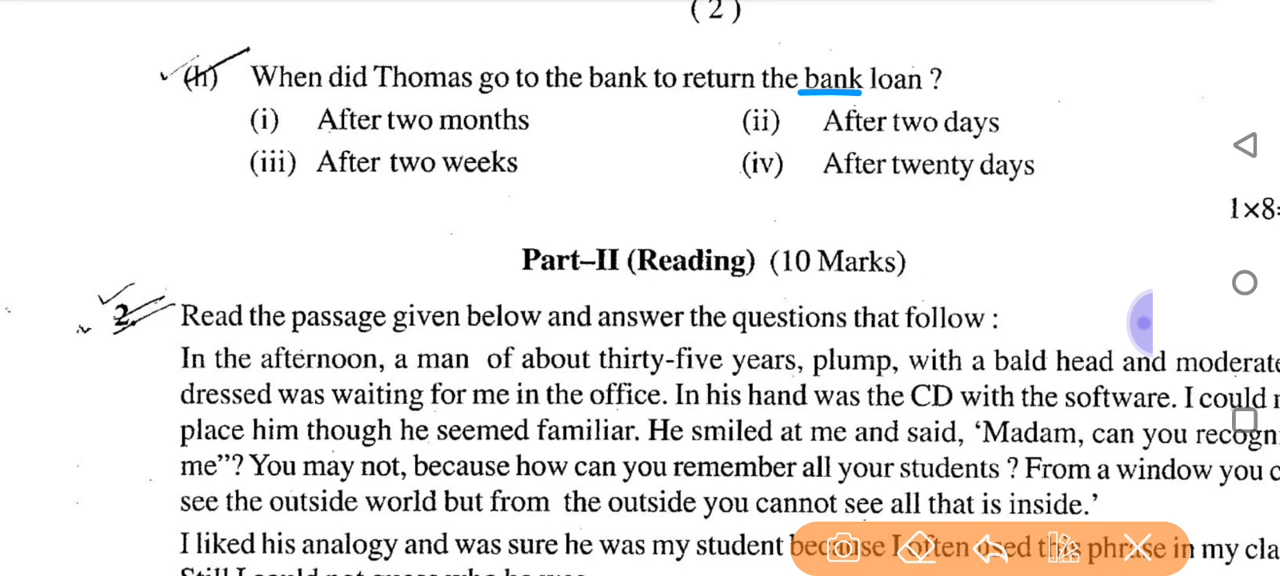 (2)
(h) When did Thomas go to the bank to return the bank loan ?
(i) After two months (ii) After two days
(iii) After two weeks (iv) After twenty days
1×8=
Part–II (Reading) (10 Marks)
2. Read the passage given below and answer the questions that follow :
In the afternoon, a man of about thirty-five years, plump, with a bald head and moderate
dressed was waiting for me in the office. In his hand was the CD with the software. I could
place him though he seemed familiar. He smiled at me and said, ‘Madam, can you recogn
me”? You may not, because how can you remember all your students ? From a window you
see the outside world but from the outside you cannot see all that is inside.’
I liked his analogy and was sure he was my student because I often used this phrase in my cla